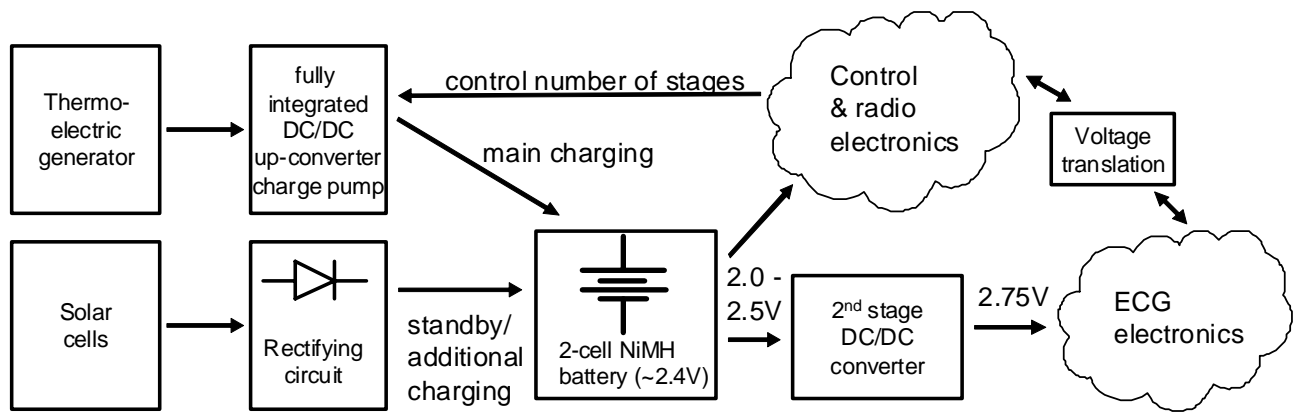 Thermo-
electric
generator
fully
integrated
DC/DC
up-converter
charge pump
control number of stages
main charging
Control
& radio
electronics
Voltage
translation
Solar
cells
Rectifying
circuit
standby/
additional
charging
2-cell NiMH
battery (~2.4V)
2.0 -
2.5V
2nd stage
DC/DC
converter
2.75V
ECG
electronics